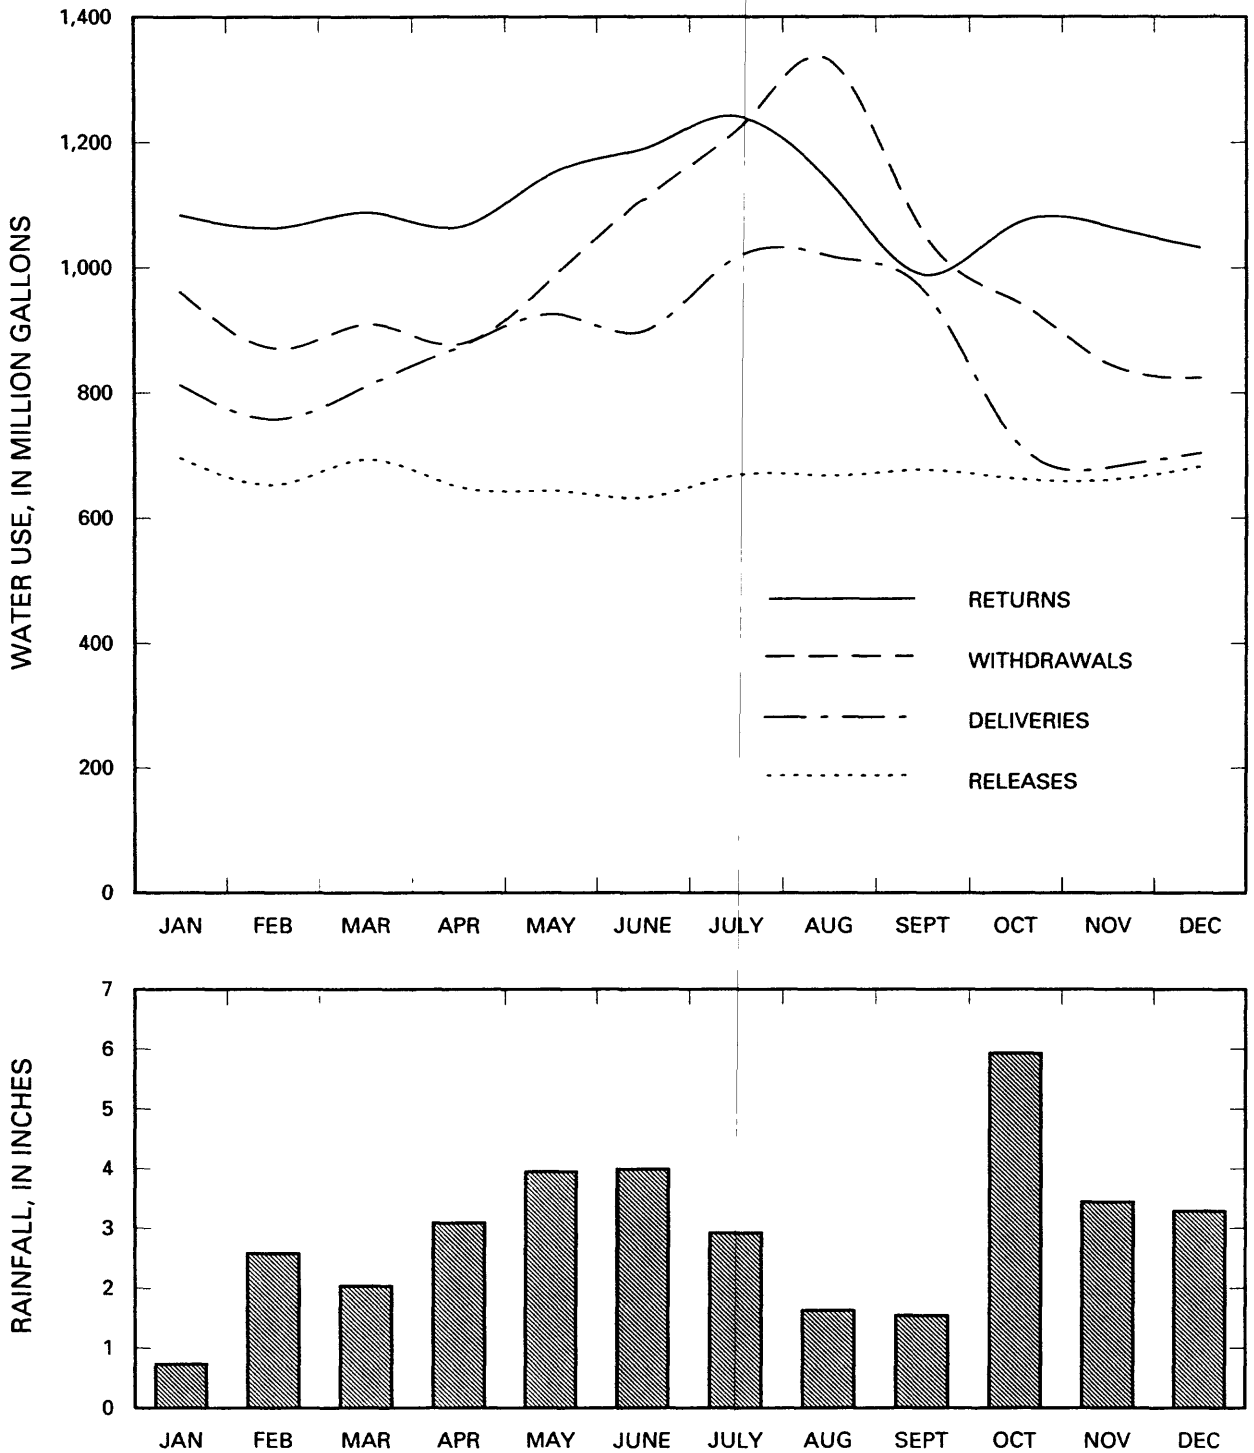 WATER USE, IN MILLION GALLONS
1,400
1,200
1,000
800
600
400
200
0
RETURNS
WITHDRAWALS
DELIVERIES
RELEASES
JAN FEB MAR APR MAY JUNE JULY AUG SEPT OCT NOV DEC
RAINFALL, IN INCHES
7
6
5
4
3
2
1
0
JAN FEB MAR APR MAY JUNE JULY AUG SEPT OCT NOV DEC